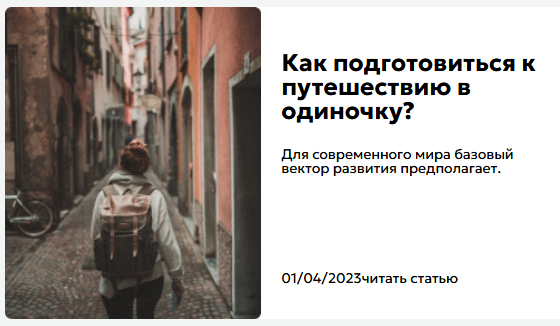 Как подготовиться к
путешествию в
одиночку?
Для современного мира базовый
вектор развития предполагает.
01/04/2023читать статью